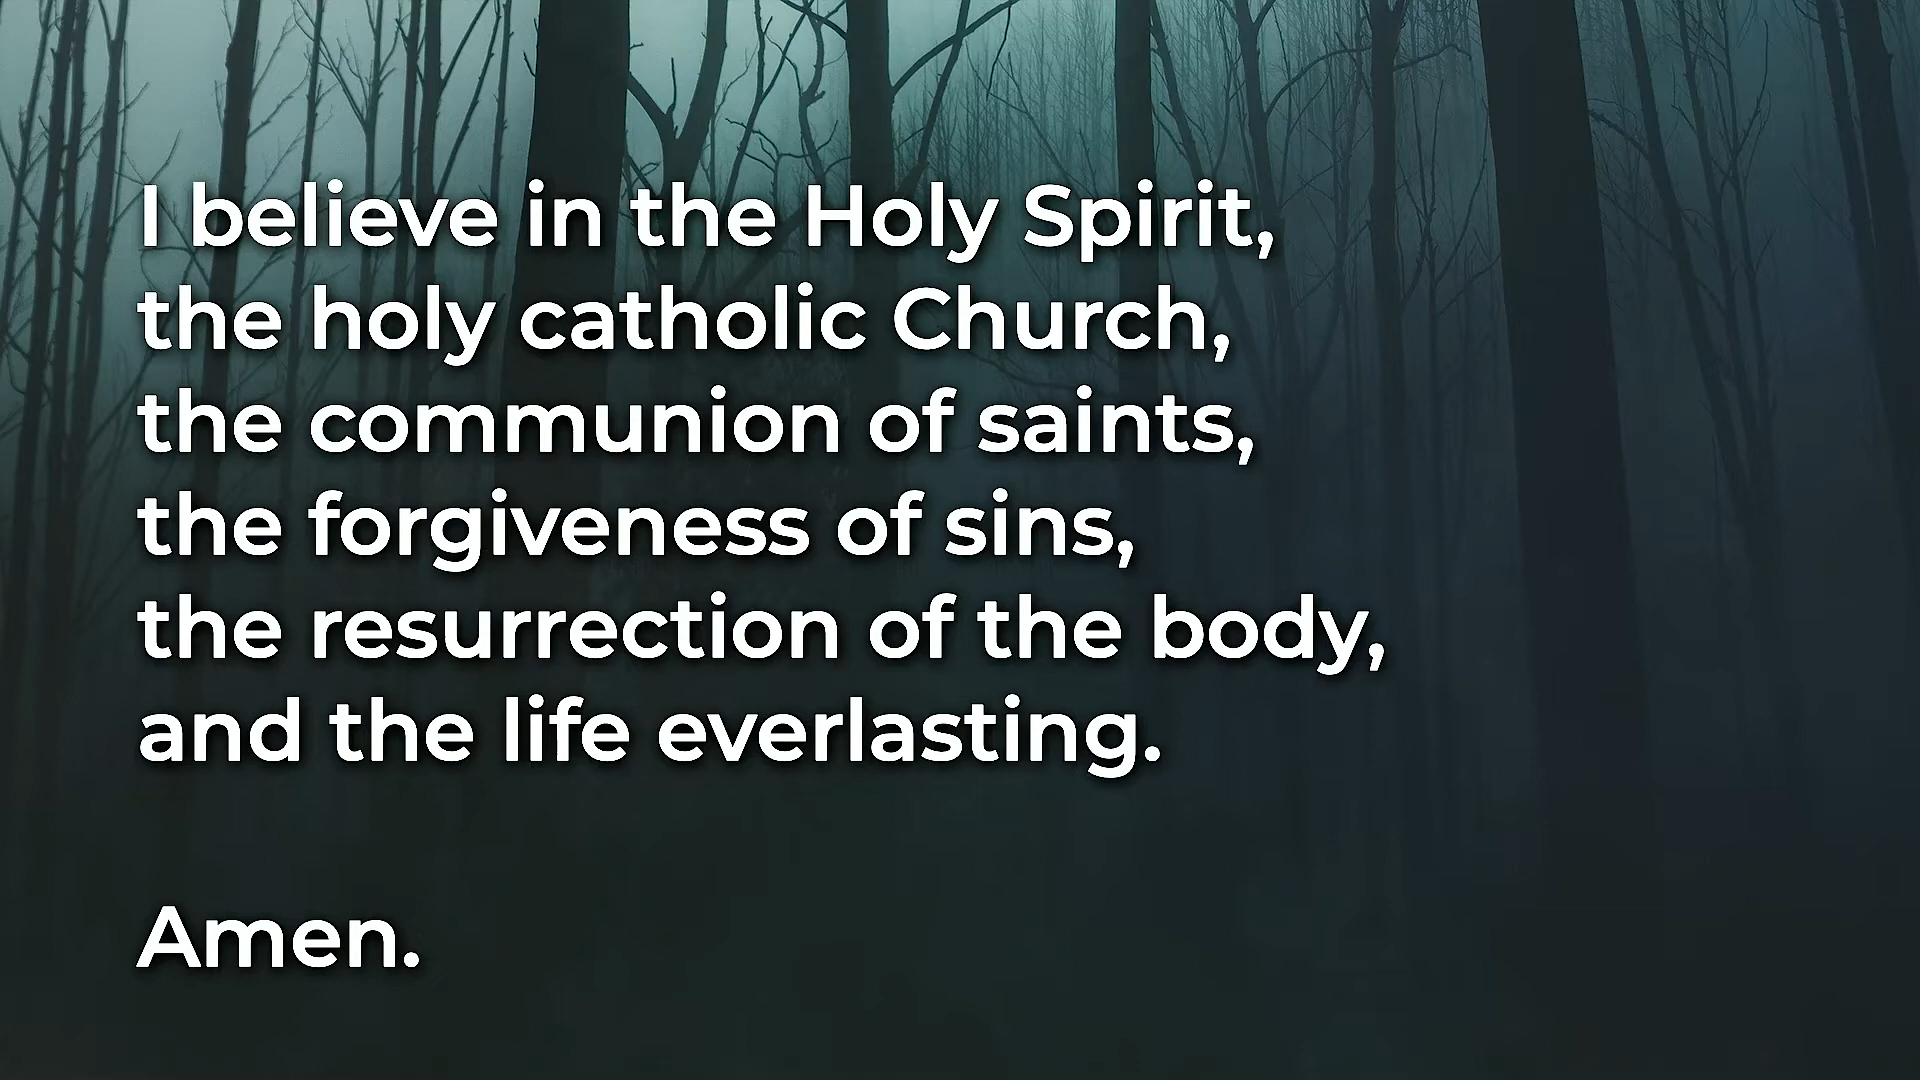 I believe in the Holy Spirit,
the holy catholic Church,
the communion of saints,
the forgiveness of sins,
the resurrection of the body,
and the life everlasting.
Amen.